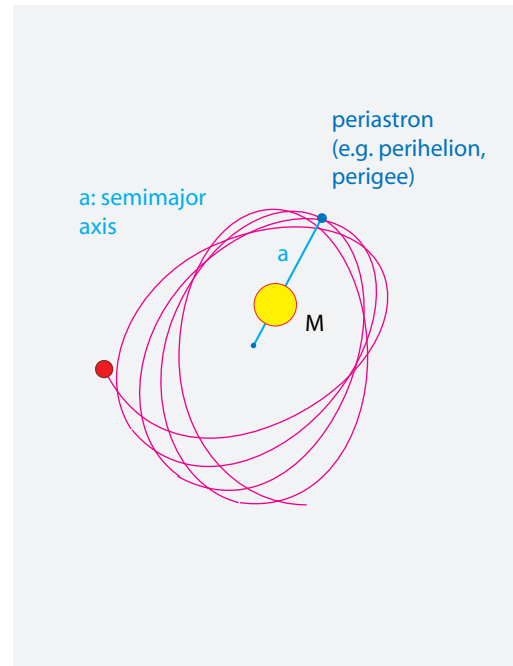 periastron
(e.g. perihelion,
perigee)
a: semimajor
axis
a
M